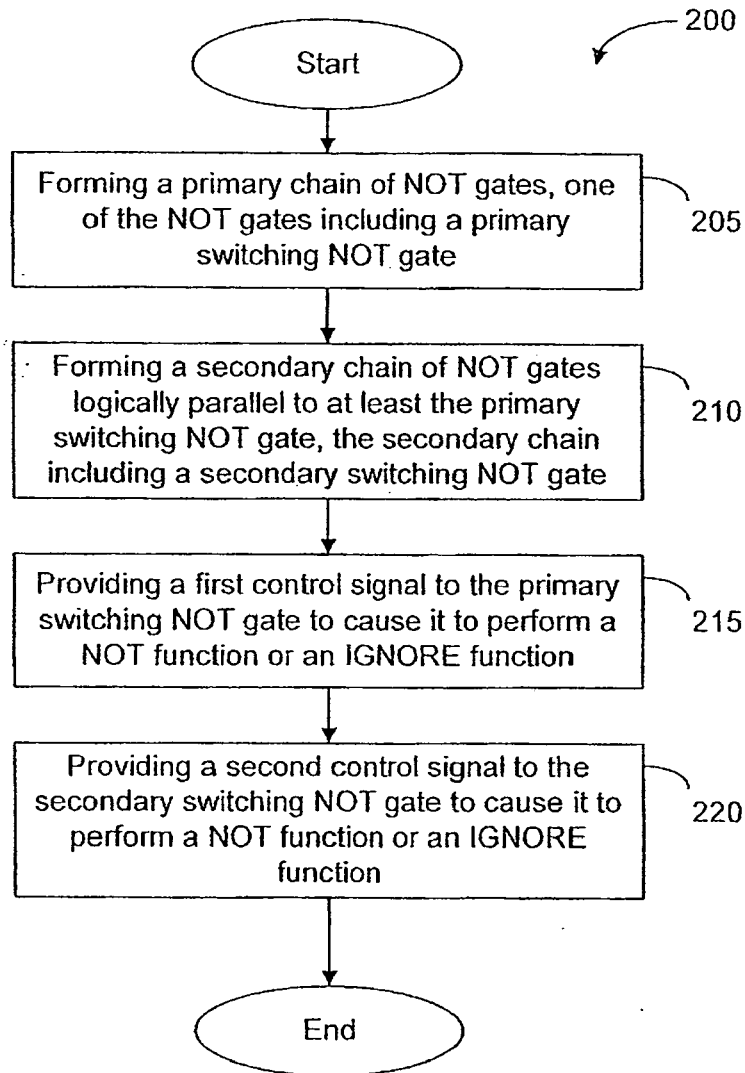 200
Start
Forming a primary chain of NOT gates, one
of the NOT gates including a primary
switching NOT gate
205
Forming a secondary chain of NOT gates
logically parallel to at least the primary
switching NOT gate, the secondary chain
including a secondary switching NOT gate
210
Providing a first control signal to the primary
switching NOT gate to cause it to perform a
NOT function or an IGNORE function
215
Providing a second control signal to the
secondary switching NOT gate to cause it to
perform a NOT function or an IGNORE
function
220
End